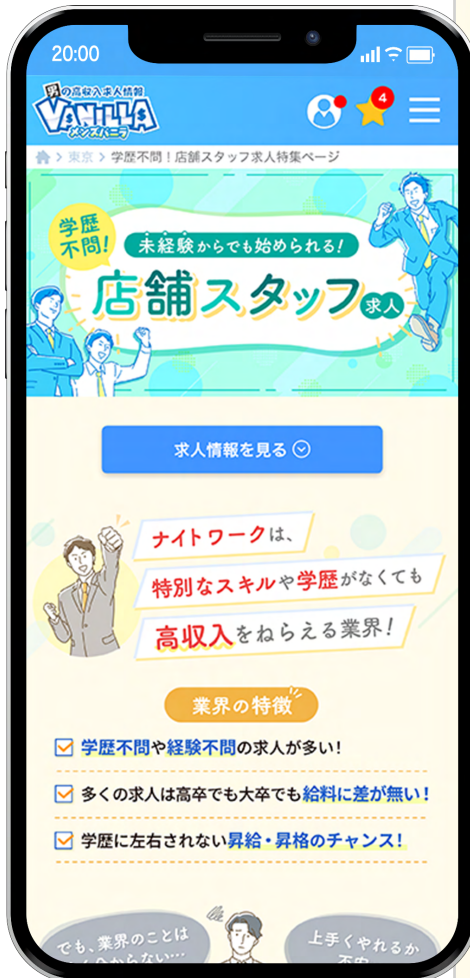 20:00
男の高収入求人情報
VANILLA
メンズバニラ
4
東京 > 学歴不問！店舗スタッフ求人特集ページ
学歴
不問！
未経験からでも始められる！
店舗スタッフ求人
求人情報を見る
ナイトワークは、
特別なスキルや学歴がなくても
高収入をねらえる業界！
業界の特徴
学歴不問や経験不問の求人が多い！
多くの求人は高卒でも大卒でも給料に差が無い！
学歴に左右されない昇給・昇格のチャンス！
でも、業界のことは
上手くやれるか